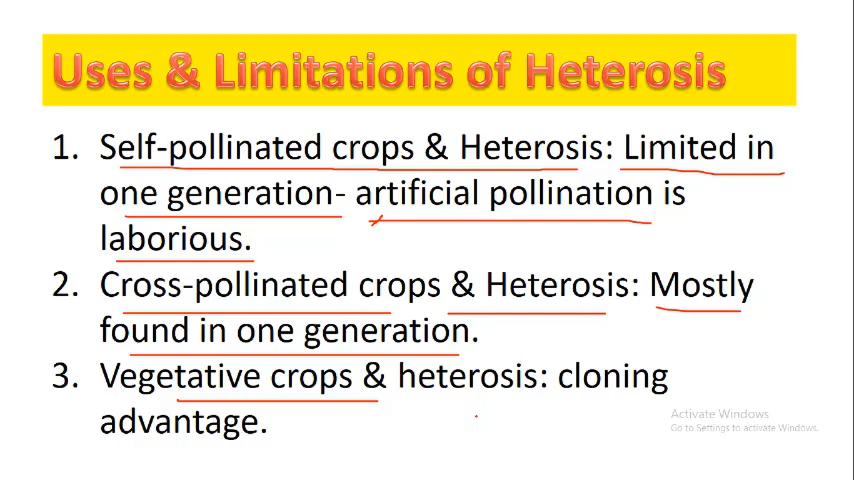 Uses & Limitations of Heterosis
1. Self-pollinated crops & Heterosis: Limited in
one generation- artificial pollination is
laborious.
2. Cross-pollinated crops & Heterosis: Mostly
found in one generation.
3. Vegetative crops & heterosis: cloning
advantage.
Activate Windows
Go to Settings to activate Windows.